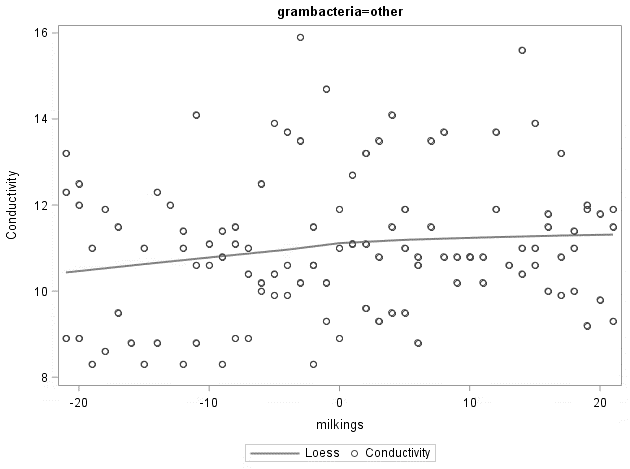 grambacteria=other
16
14
12
10
8
Conductivity
-20 -10 0 10 20
milkings
Loess Conductivity